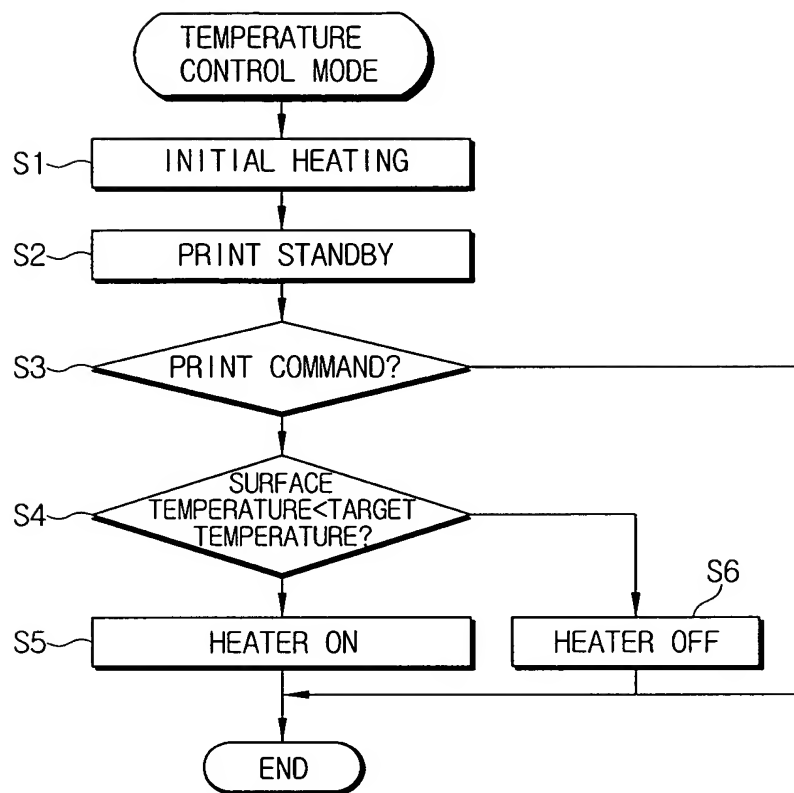 TEMPERATURE
CONTROL MODE
S1
INITIAL HEATING
S2
PRINT STANDBY
S3
PRINT COMMAND?
S4
SURFACE
TEMPERATURE<TARGET
TEMPERATURE?
S5
HEATER ON
S6
HEATER OFF
END